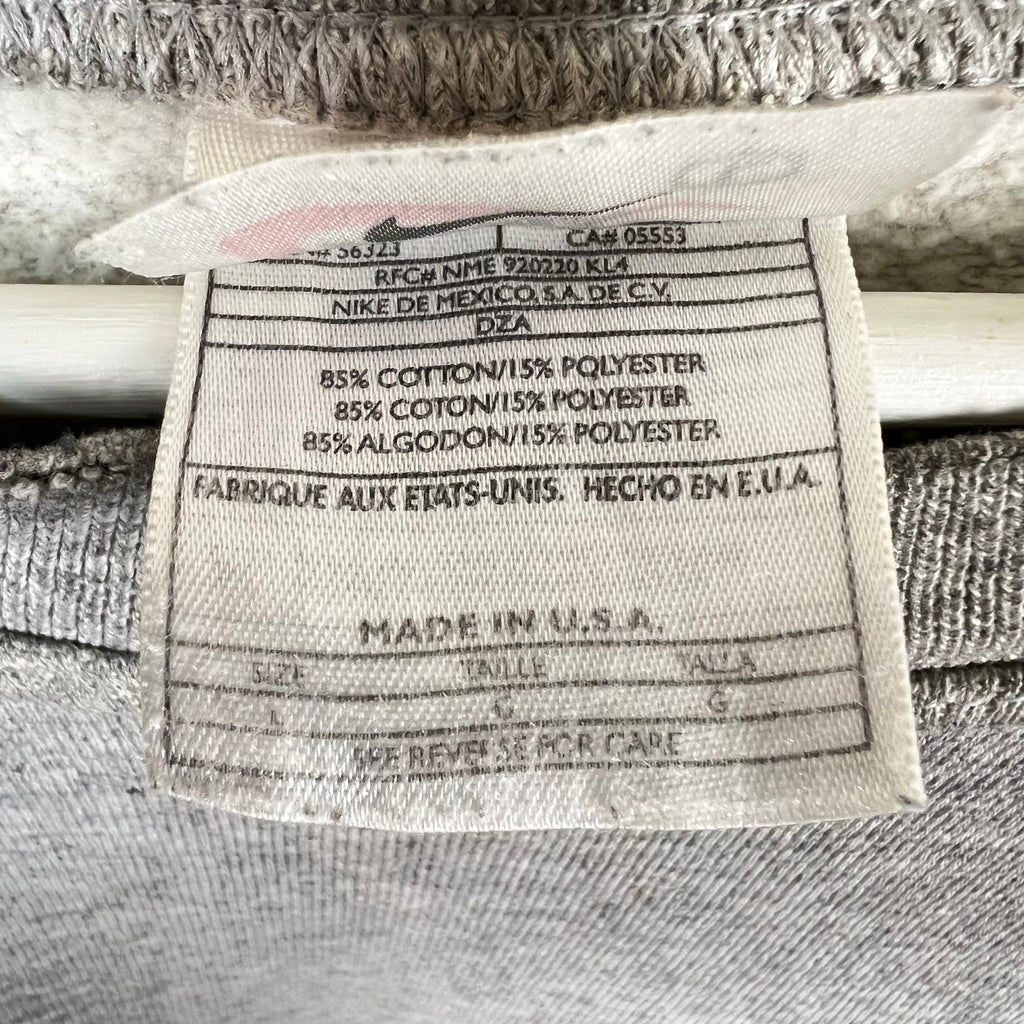 56323 CA# 05553
RFC# NME 920220 KL4
NIKE DE MEXICO, S.A. DE C.V.
DZA
85% COTTON/15% POLYESTER
85% COTON/15% POLYESTER
85% ALGODON/15% POLYESTER
FABRIQUE AUX ETATS-UNIS. HECHO EN E.U.A.
MADE IN U.S.A.
SIZE TAILLE TALLA
L G G
SEE REVERSE FOR CARE